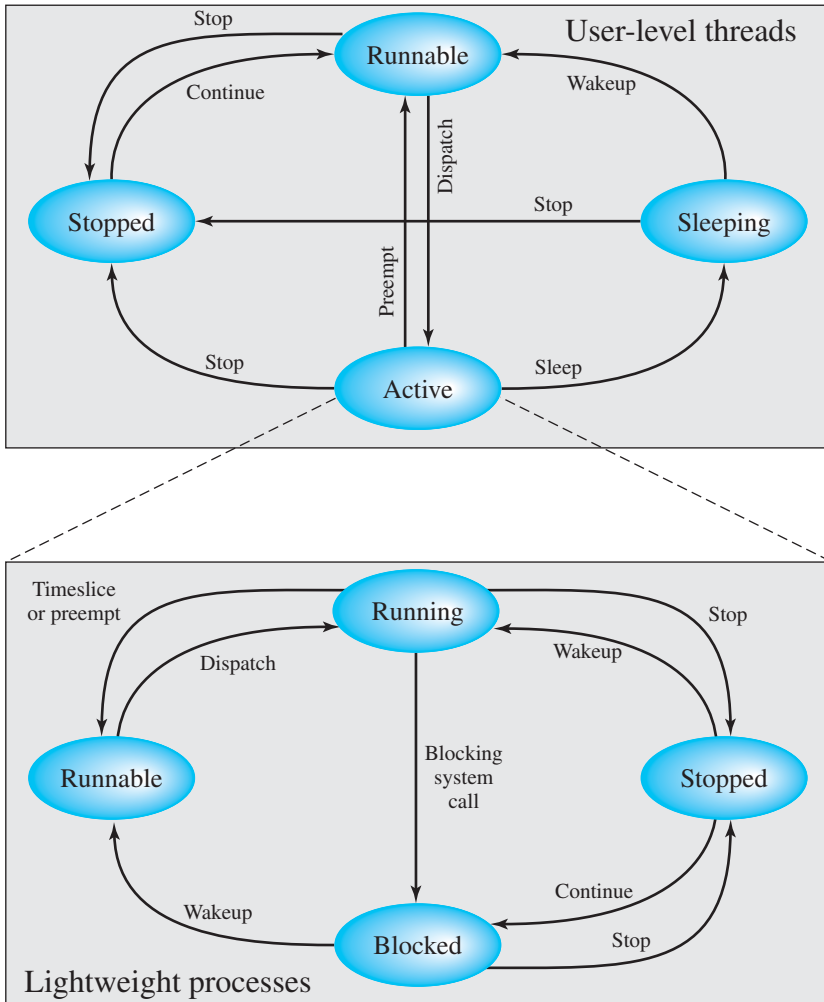 User-level threads
Stop
Runnable
Continue
Wakeup
Dispatch
Stopped
Stop
Sleeping
Preempt
Stop
Sleep
Active
Timeslice
or preempt
Running
Stop
Dispatch
Wakeup
Runnable
Blocking
system
call
Stopped
Wakeup
Continue
Blocked
Stop
Lightweight processes